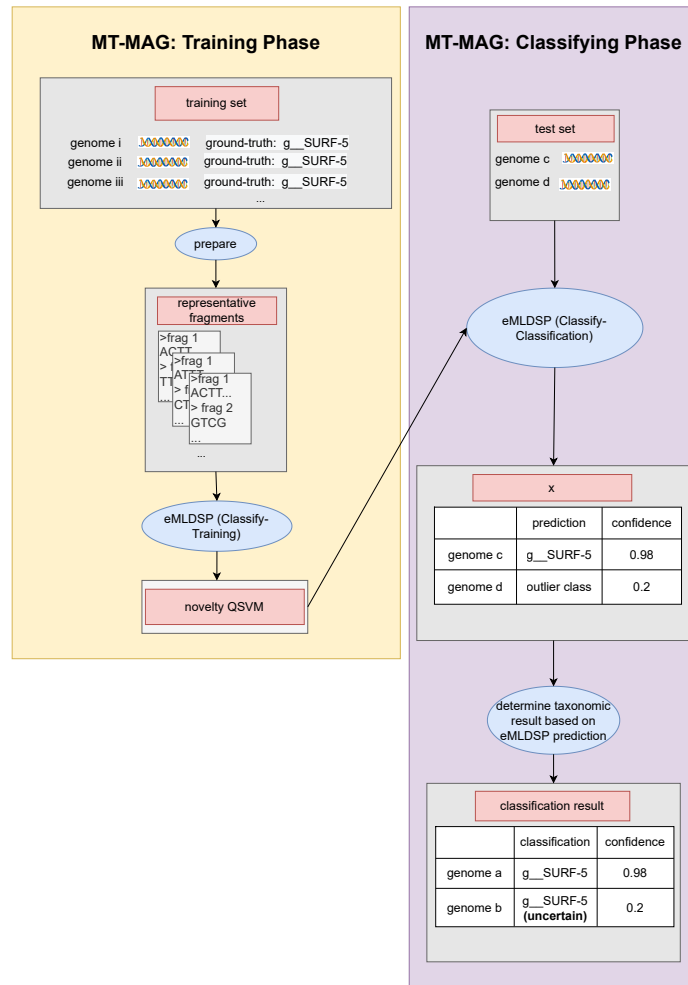 MT-MAG: Training Phase
training set
genome i ground-truth: g__SURF-5
genome ii ground-truth: g__SURF-5
genome iii ground-truth: g__SURF-5
...
prepare
representative
fragments
>frag 1
ACTT
> f
TT
...
>frag 1
ATTT
> f
CT
...
>frag 1
ACTT...
> frag 2
GTCG
...
...
eMLDSP (Classify-
Training)
novelty QSVM
MT-MAG: Classifying Phase
test set
genome c
genome d
eMLDSP (Classify-
Classification)
x
prediction confidence
genome c g__SURF-5 0.98
genome d outlier class 0.2
determine taxonomic
result based on
eMLDSP prediction
classification result
classification confidence
genome a g__SURF-5 0.98
genome b g__SURF-5 (uncertain) 0.2